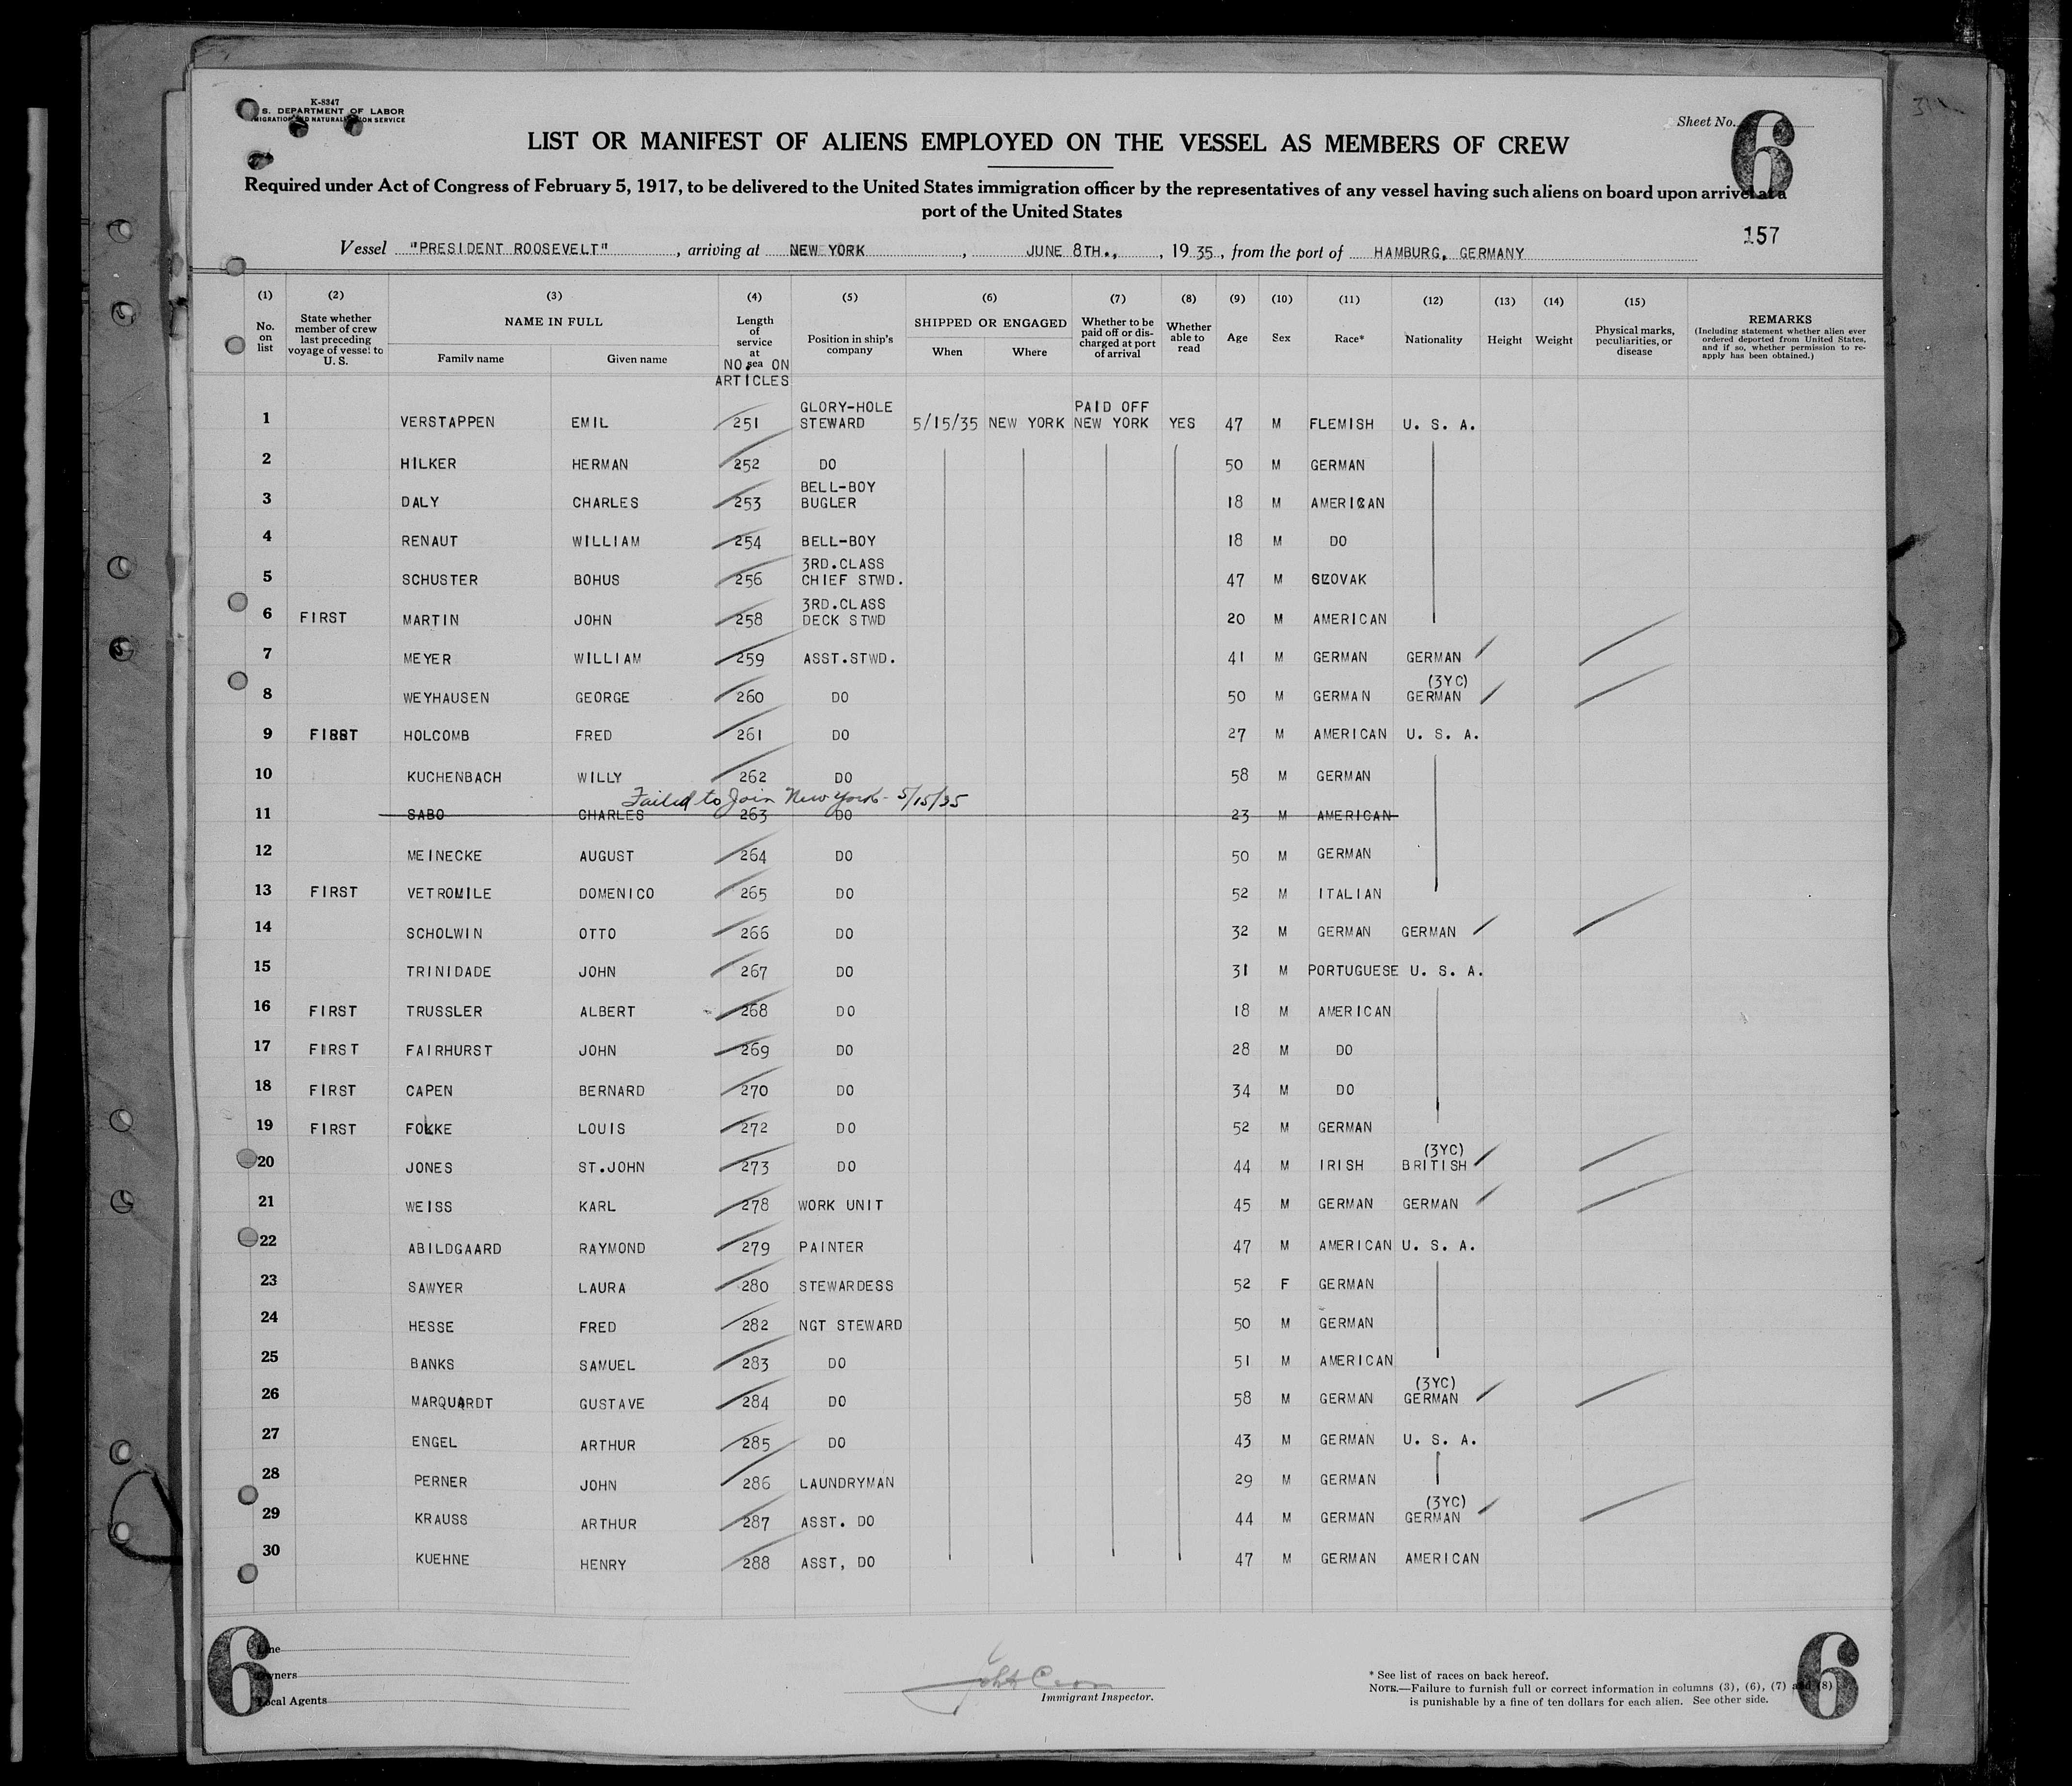 K-8347
S. DEPARTMENT OF LABOR
LIST OR MANIFEST OF ALIENS EMPLOYED ON THE VESSEL AS MEMBERS OF CREW
Sheet No. 6
Required under Act of Congress of February 5, 1917, to be delivered to the United States immigration officer by the representatives of any vessel having such aliens on board upon arrival at a
port of the United States
157
Vessel "PRESIDENT ROOSEVELT", arriving at NEW YORK, JUNE 8TH., 1935, from the port of HAMBURG, GERMANY
(1) No. on list
(2) State whether member of crew last preceding voyage of vessel to U. S.
(3) NAME IN FULL Family name Given name
(4) Length of service at sea NO. ON ARTICLES
(5) Position in ship's company
(6) SHIPPED OR ENGAGED When Where
(7) Whether to be paid off or discharged at port of arrival
(8) Whether able to read
(9) Age
(10) Sex
(11) Race*
(12) Nationality
(13) Height
(14) Weight
(15) Physical marks, peculiarities, or disease
REMARKS (Including statement whether alien ever ordered deported from United States, and if so, whether permission to reapply has been obtained.)
1 VERSTAPPEN EMIL 251 GLORY-HOLE STEWARD 5/15/35 NEW YORK PAID OFF NEW YORK YES 47 M FLEMISH U. S. A.
2 HILKER HERMAN 252 DO 50 M GERMAN
3 DALY CHARLES 253 BELL-BOY BUGLER 18 M AMERICAN
4 RENAUT WILLIAM 254 BELL-BOY 18 M DO
5 SCHUSTER BOHUS 256 3RD.CLASS CHIEF STWD. 47 M SLOVAK
6 FIRST MARTIN JOHN 258 3RD.CLASS DECK STWD 20 M AMERICAN
7 MEYER WILLIAM 259 ASST.STWD. 41 M GERMAN GERMAN
8 WEYHAUSEN GEORGE 260 DO 50 M GERMAN (3YC) GERMAN
9 FIRST HOLCOMB FRED 261 DO 27 M AMERICAN U. S. A.
10 KUCHENBACH WILLY 262 DO 58 M GERMAN
Failed to Join New York - 5/15/35
11 SABO CHARLES 263 DO 23 M AMERICAN
12 MEINECKE AUGUST 264 DO 50 M GERMAN
13 FIRST VETROMILE DOMENICO 265 DO 52 M ITALIAN
14 SCHOLWIN OTTO 266 DO 32 M GERMAN GERMAN
15 TRINIDADE JOHN 267 DO 31 M PORTUGUESE U. S. A.
16 FIRST TRUSSLER ALBERT 268 DO 18 M AMERICAN
17 FIRST FAIRHURST JOHN 269 DO 28 M DO
18 FIRST CAPEN BERNARD 270 DO 34 M DO
19 FIRST FOKKE LOUIS 272 DO 52 M GERMAN
20 JONES ST.JOHN 273 DO 44 M IRISH (3YC) BRITISH
21 WEISS KARL 278 WORK UNIT 45 M GERMAN GERMAN
22 ABILDGAARD RAYMOND 279 PAINTER 47 M AMERICAN U. S. A.
23 SAWYER LAURA 280 STEWARDESS 52 F GERMAN
24 HESSE FRED 282 NGT STEWARD 50 M GERMAN
25 BANKS SAMUEL 283 DO 51 M AMERICAN
26 MARQUARDT GUSTAVE 284 DO 58 M GERMAN (3YC) GERMAN
27 ENGEL ARTHUR 285 DO 43 M GERMAN U. S. A.
28 PERNER JOHN 286 LAUNDRYMAN 29 M GERMAN
29 KRAUSS ARTHUR 287 ASST. DO 44 M GERMAN (3YC) GERMAN
30 KUEHNE HENRY 288 ASST, DO 47 M GERMAN AMERICAN
6
Line
Owners
Local Agents
Immigrant Inspector.
* See list of races on back hereof.
NOTE.—Failure to furnish full or correct information in columns (3), (6), (7) and (8)
is punishable by a fine of ten dollars for each alien. See other side.
6